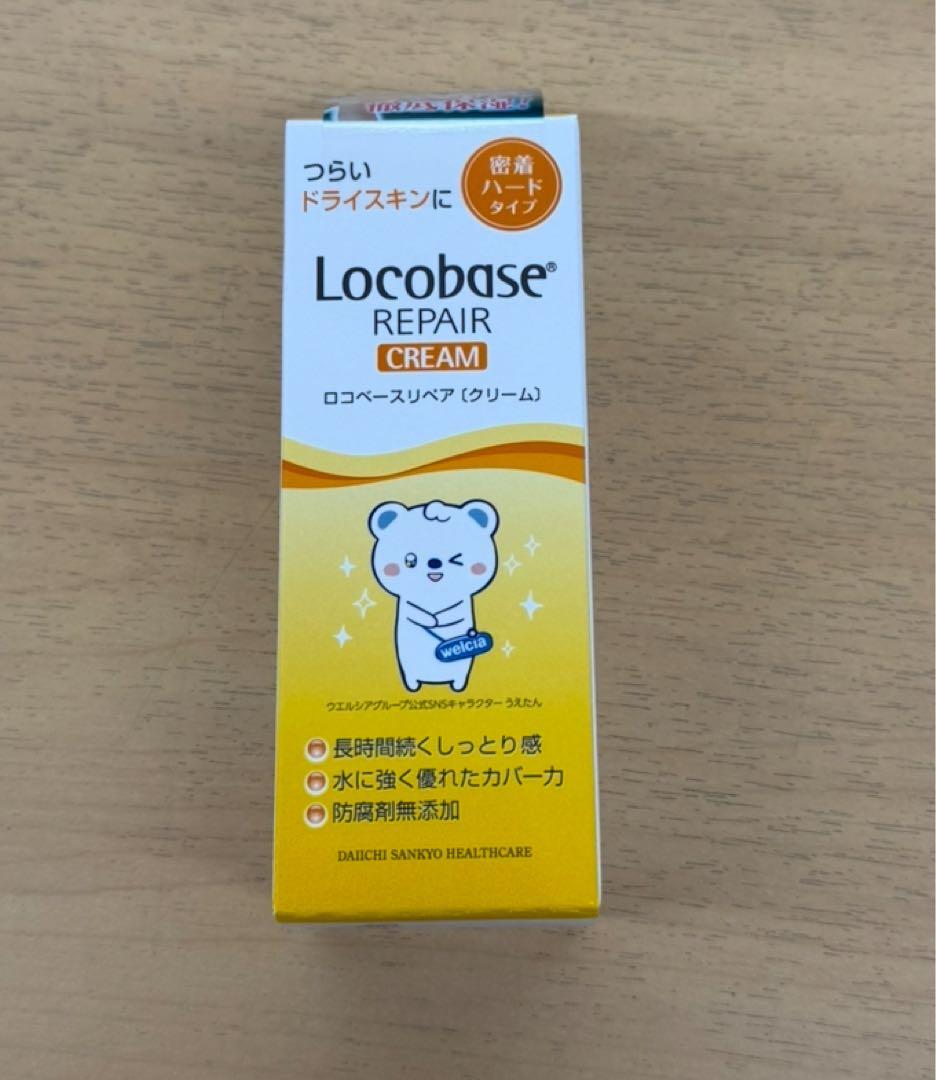 徹底保湿!
つらい
ドライスキンに
密着
ハード
タイプ
Locobase®
REPAIR
CREAM
ロコベースリペア〔クリーム〕
welcia
ウエルシアグループ公式SNSキャラクター うえたん
長時間続くしっとり感
水に強く優れたカバー力
防腐剤無添加
DAIICHI SANKYO HEALTHCARE